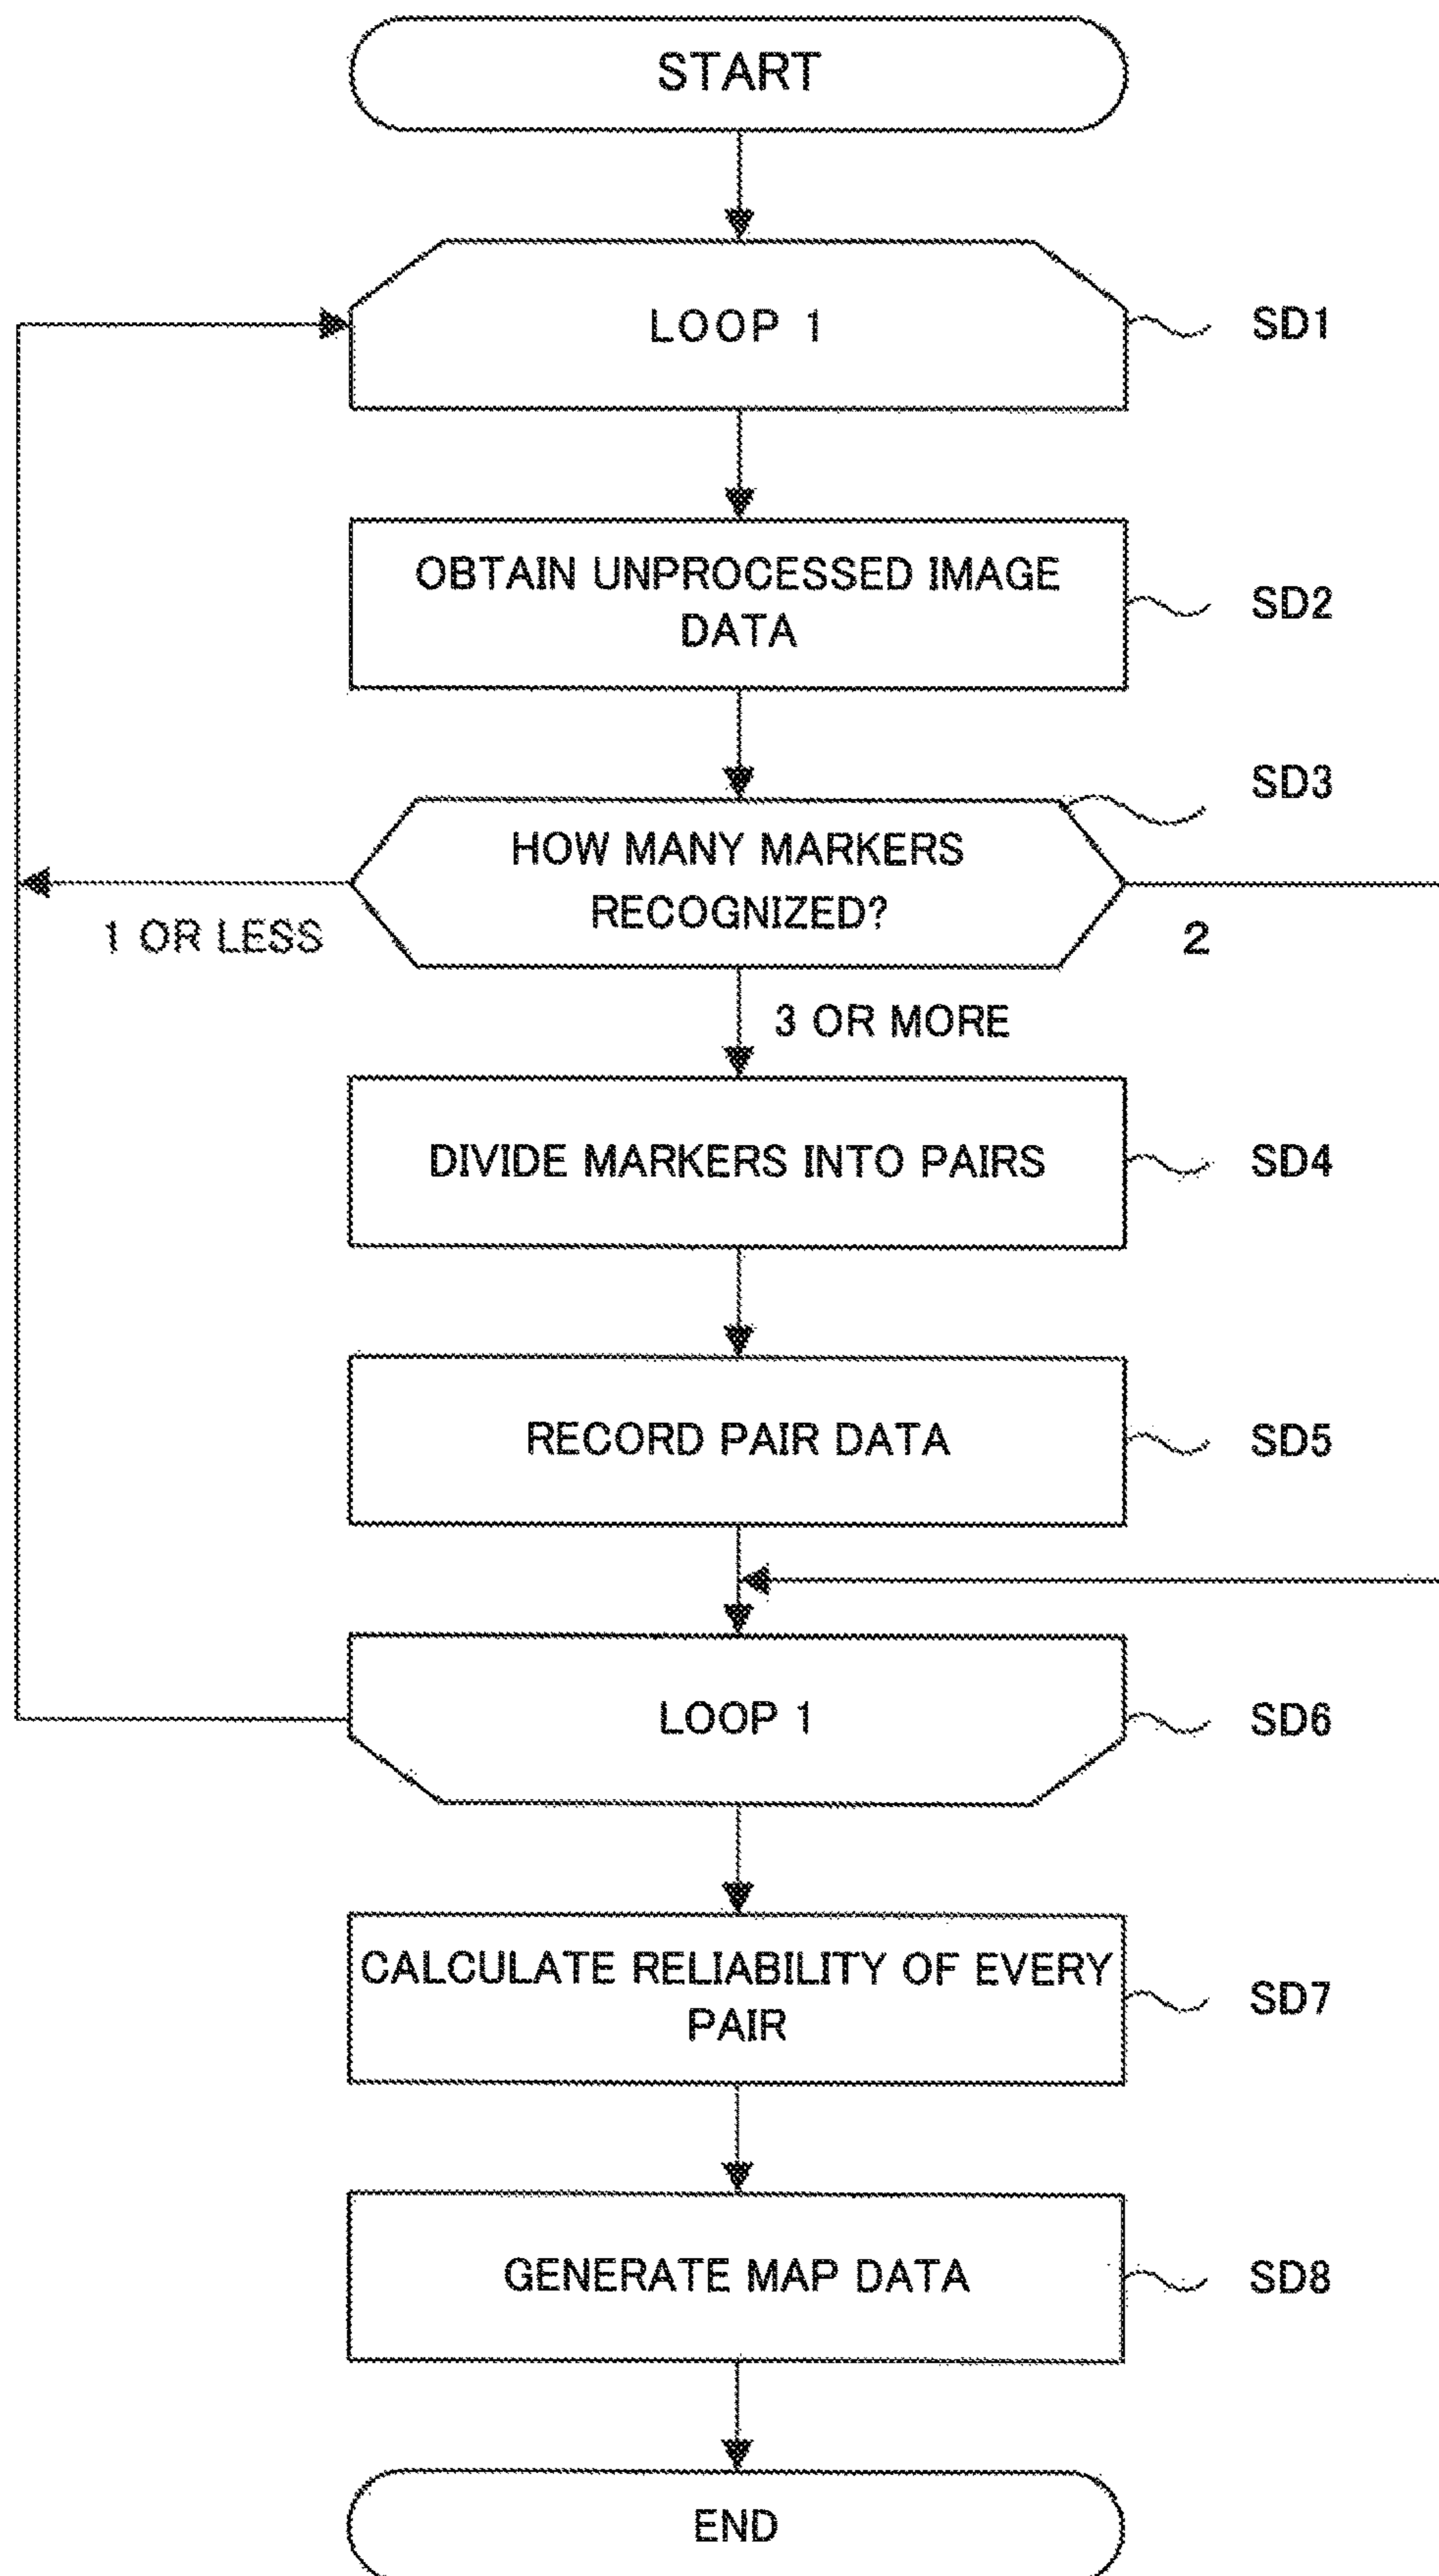 START
LOOP 1
SD1
OBTAIN UNPROCESSED IMAGE
DATA
SD2
SD3
HOW MANY MARKERS
RECOGNIZED?
1 OR LESS
2
3 OR MORE
DIVIDE MARKERS INTO PAIRS
SD4
RECORD PAIR DATA
SD5
LOOP 1
SD6
CALCULATE RELIABILITY OF EVERY
PAIR
SD7
GENERATE MAP DATA
SD8
END